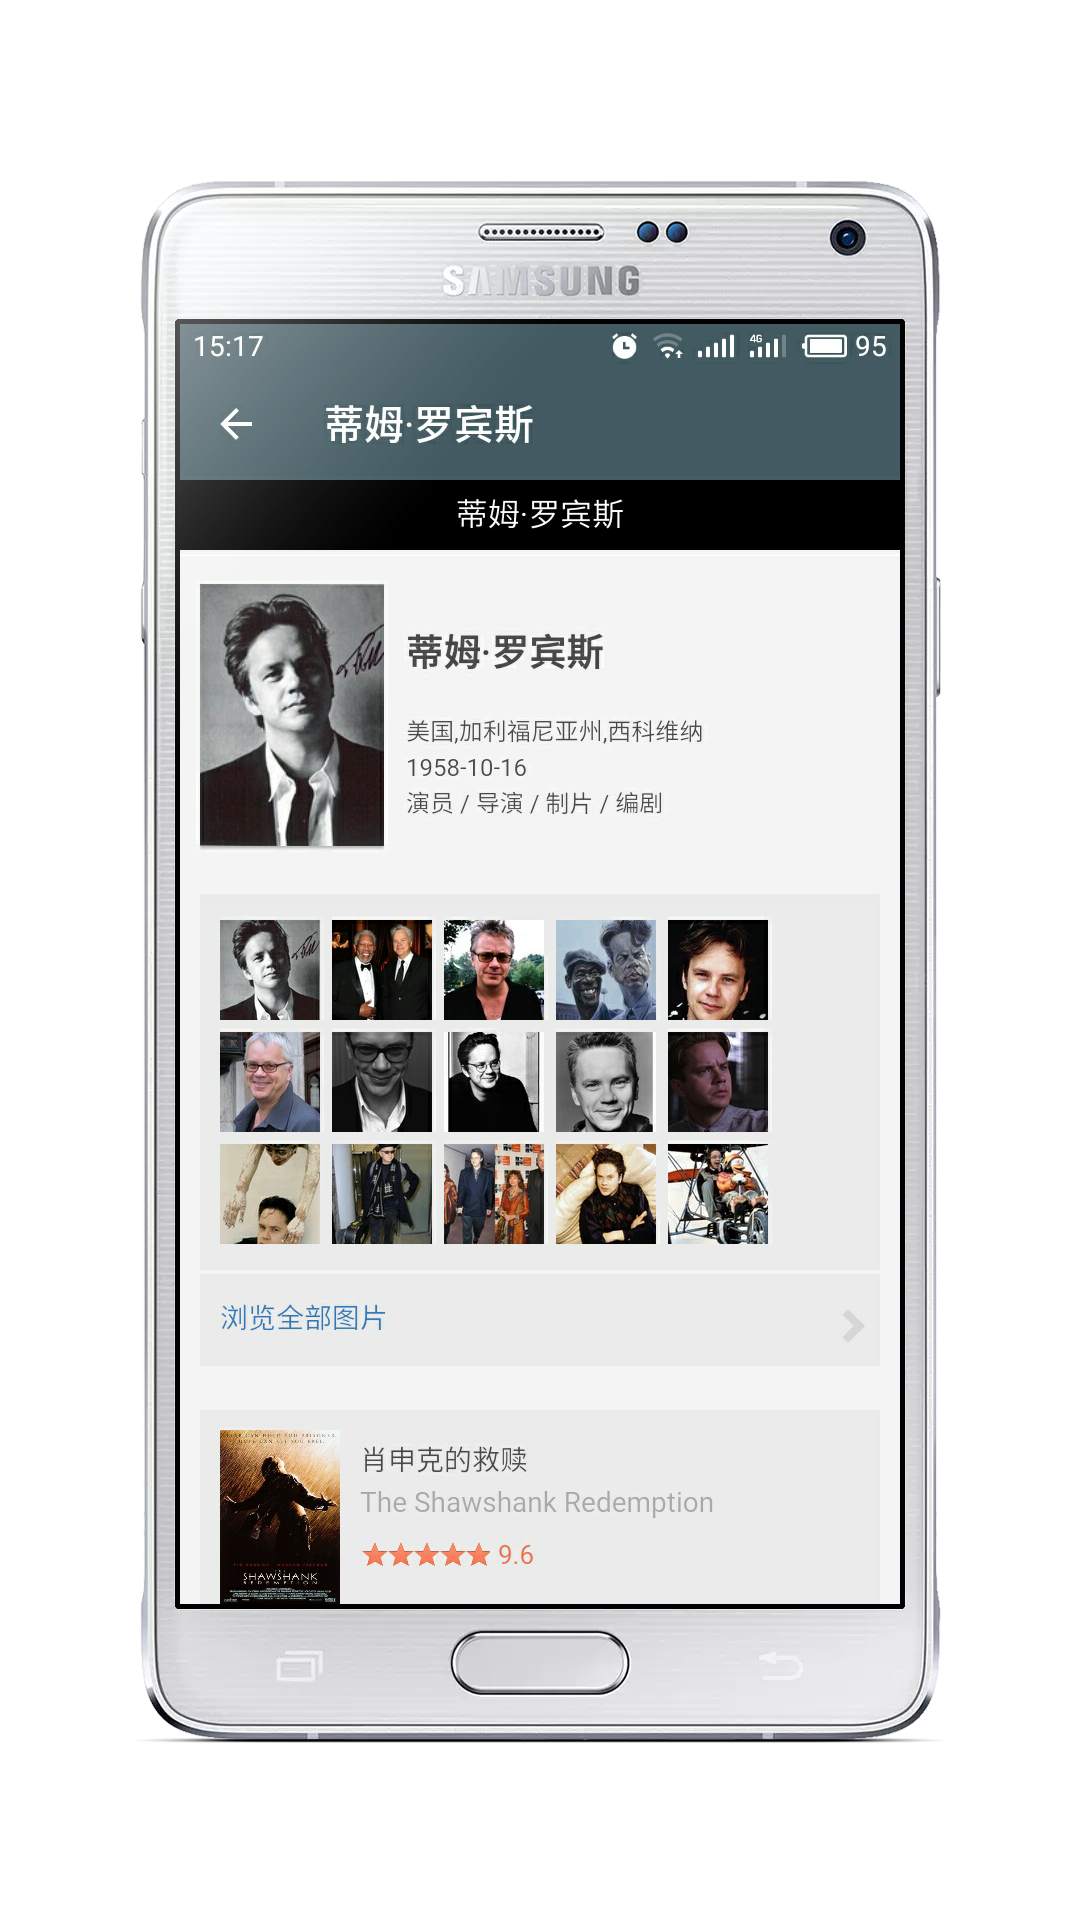 SAMSUNG
15:17
4G
95
蒂姆·罗宾斯
蒂姆·罗宾斯
蒂姆·罗宾斯
美国,加利福尼亚州,西科维纳
1958-10-16
演员 / 导演 / 制片 / 编剧
浏览全部图片
肖申克的救赎
The Shawshank Redemption
9.6
SHAWSHANK
REDEMPTION